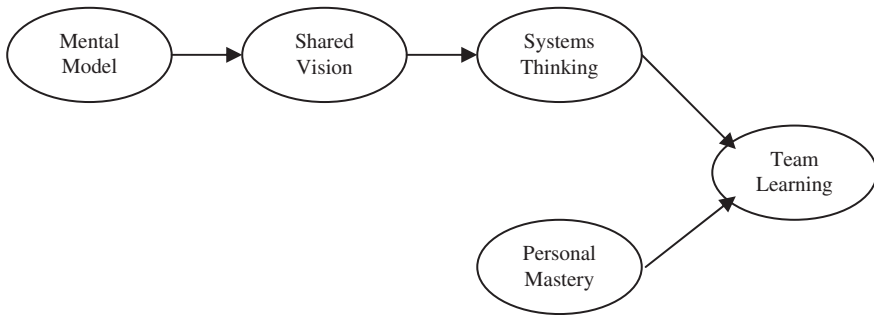 Mental
Model
Shared
Vision
Systems
Thinking
Team
Learning
Personal
Mastery